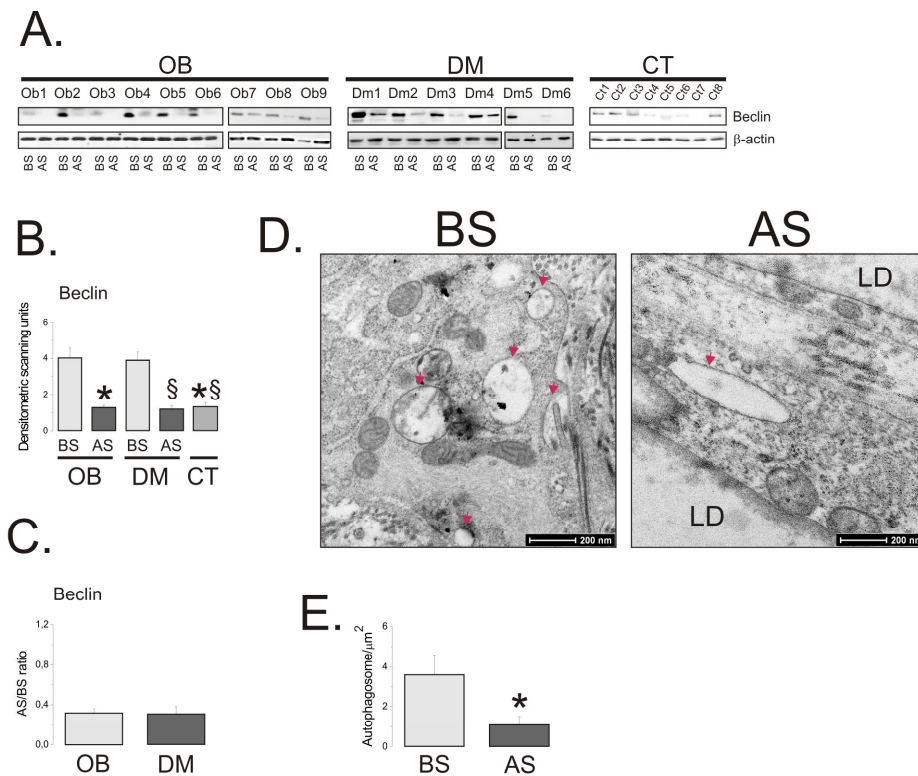 A.
OB DM CT
Ob1 Ob2 Ob3 Ob4 Ob5 Ob6 Ob7 Ob8 Ob9 Dm1 Dm2 Dm3 Dm4 Dm5 Dm6 Ct1 Ct2 Ct3 Ct4 Ct5 Ct6 Ct7 Ct8
Beclin
β-actin
BS AS BS AS BS AS BS AS BS AS BS AS BS AS BS AS BS AS BS AS BS AS BS AS BS AS BS AS BS AS
B.
Beclin
Densitometric scanning units
6
4
2
0
* § *§
BS AS BS AS
OB DM CT
C.
Beclin
AS/BS ratio
1,2
0,8
0,4
0,0
OB DM
D.
BS AS
LD
LD
200 nm 200 nm
E.
Autophagosome/µm2
6
4
2
0
*
BS AS